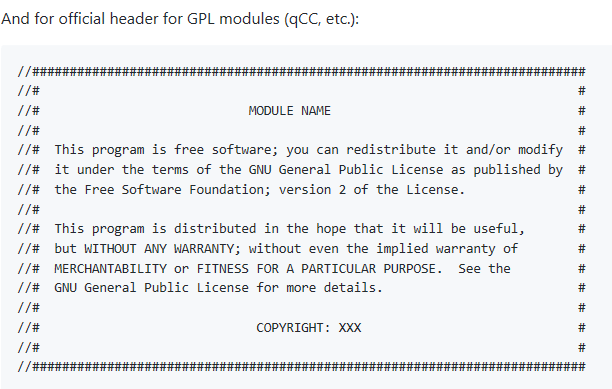 And for official header for GPL modules (qCC, etc.):
//##########################################################################
//#                                                                        #
//#                            MODULE NAME                                 #
//#                                                                        #
//#  This program is free software; you can redistribute it and/or modify  #
//#  it under the terms of the GNU General Public License as published by  #
//#  the Free Software Foundation; version 2 of the License.               #
//#                                                                        #
//#  This program is distributed in the hope that it will be useful,       #
//#  but WITHOUT ANY WARRANTY; without even the implied warranty of        #
//#  MERCHANTABILITY or FITNESS FOR A PARTICULAR PURPOSE.  See the         #
//#  GNU General Public License for more details.                          #
//#                                                                        #
//#                             COPYRIGHT: XXX                             #
//#                                                                        #
//##########################################################################